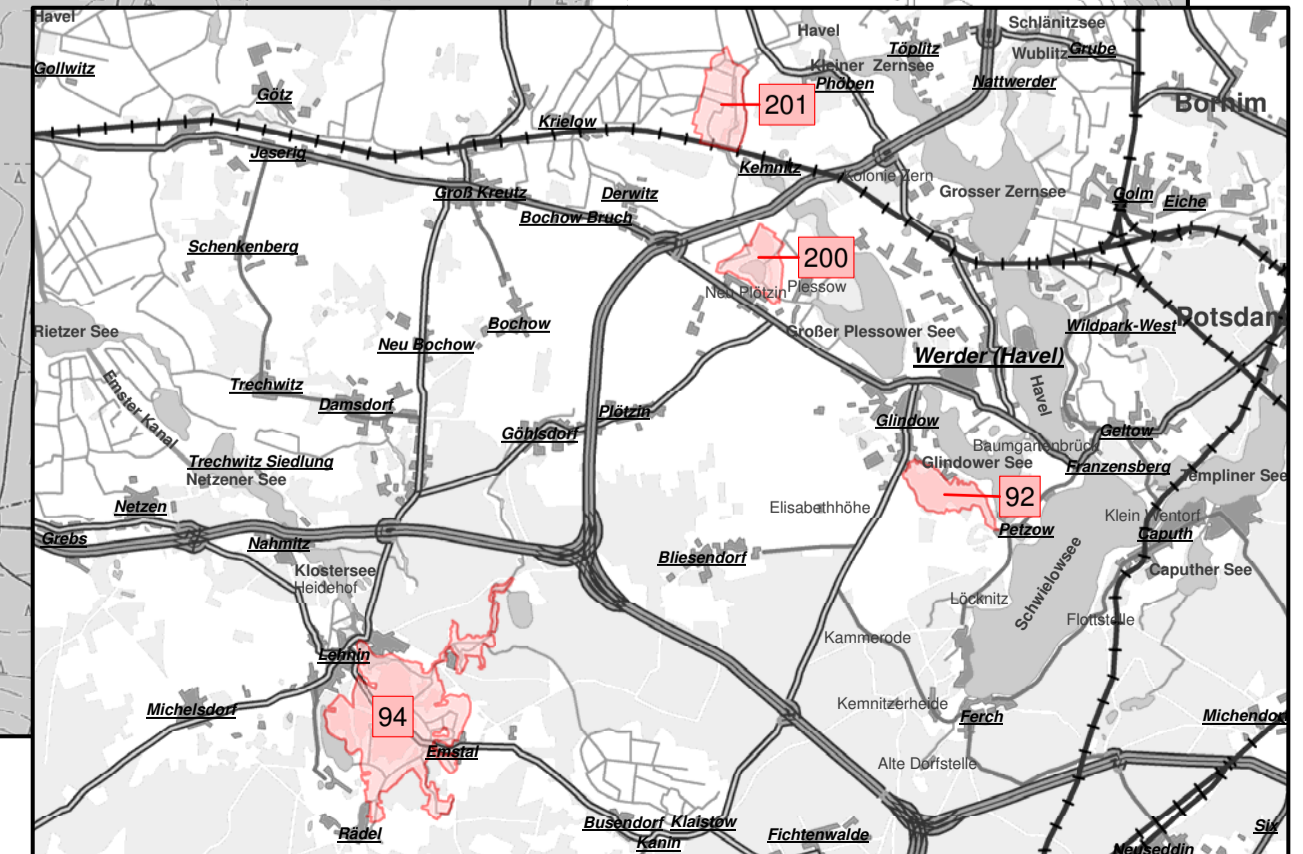 Havel
Schlänitzsee
Havel
Töplitz
Wublitz
Grube
Gollwitz
Kleiner Zernsee
Nattwerder
Phöben
Götz
201
Bornim
Krielow
Jeserig
Kemnitz
Kolonie Zern
Groß Kreutz
Derwitz
Grosser Zernsee
Golm
Eiche
Bochow Bruch
Schenkenberg
200
Neu Plötzin
Plessow
Rietzer See
Bochow
Großer Plessower See
Wildpark-West
Potsdam
Neu Bochow
Werder (Havel)
Trechwitz
Emster Kanal
Damsdorf
Havel
Plötzin
Glindow
Göhlsdorf
Geltow
Baumgartenbrück
Trechwitz Siedlung
Glindower See
Franzensberg
Netzener See
Templiner See
92
Netzen
Elisabethhöhe
Klein Wentorf
Petzow
Caputh
Grebs
Nahmitz
Bliesendorf
Klostersee
Heidehof
Caputher See
Schwielowsee
Löcknitz
Flottstelle
Kammerode
Lehnin
Kemnitzerheide
Michelsdorf
94
Ferch
Michendorf
Emstal
Alte Dorfstelle
Busendorf
Klaistow
Rädel
Fichtenwalde
Six
Kanin
Neuseddin